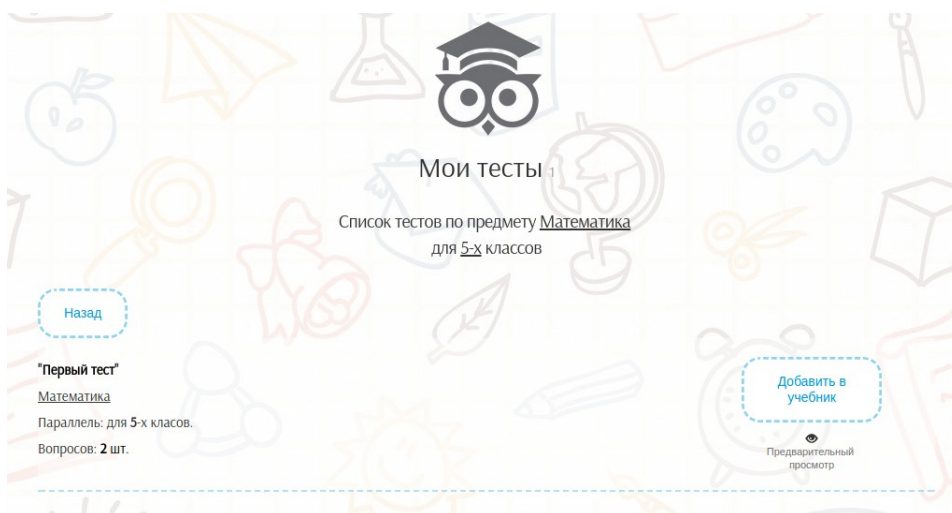 Мои тесты 1
Список тестов по предмету Математика
для 5-х классов
Назад
"Первый тест"
Математика
Параллель: для 5-х класов.
Вопросов: 2 шт.
Добавить в
учебник
Предварительный
просмотр